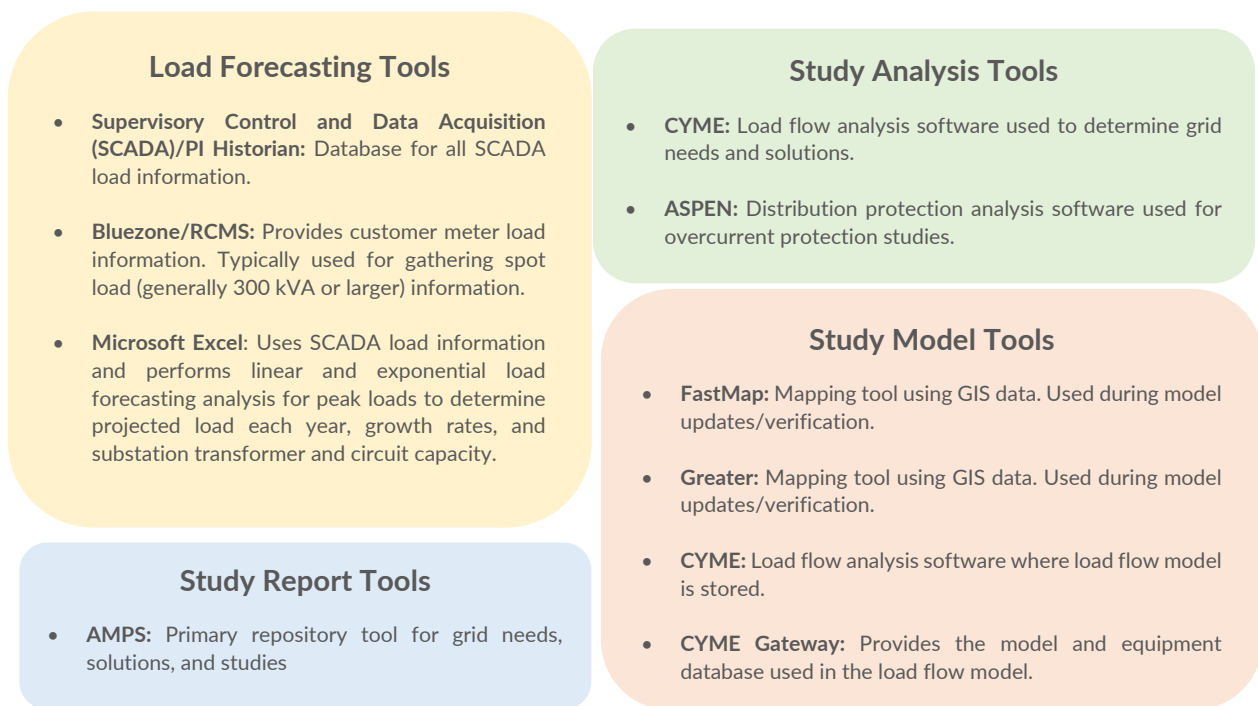 Load Forecasting Tools
• Supervisory Control and Data Acquisition
(SCADA)/PI Historian: Database for all SCADA
load information.
• Bluezone/RCMS: Provides customer meter load
information. Typically used for gathering spot
load (generally 300 kVA or larger) information.
• Microsoft Excel: Uses SCADA load information
and performs linear and exponential load
forecasting analysis for peak loads to determine
projected load each year, growth rates, and
substation transformer and circuit capacity.
Study Report Tools
• AMPS: Primary repository tool for grid needs,
solutions, and studies
Study Analysis Tools
• CYME: Load flow analysis software used to determine grid
needs and solutions.
• ASPEN: Distribution protection analysis software used for
overcurrent protection studies.
Study Model Tools
• FastMap: Mapping tool using GIS data. Used during model
updates/verification.
• Greater: Mapping tool using GIS data. Used during model
updates/verification.
• CYME: Load flow analysis software where load flow model
is stored.
• CYME Gateway: Provides the model and equipment
database used in the load flow model.